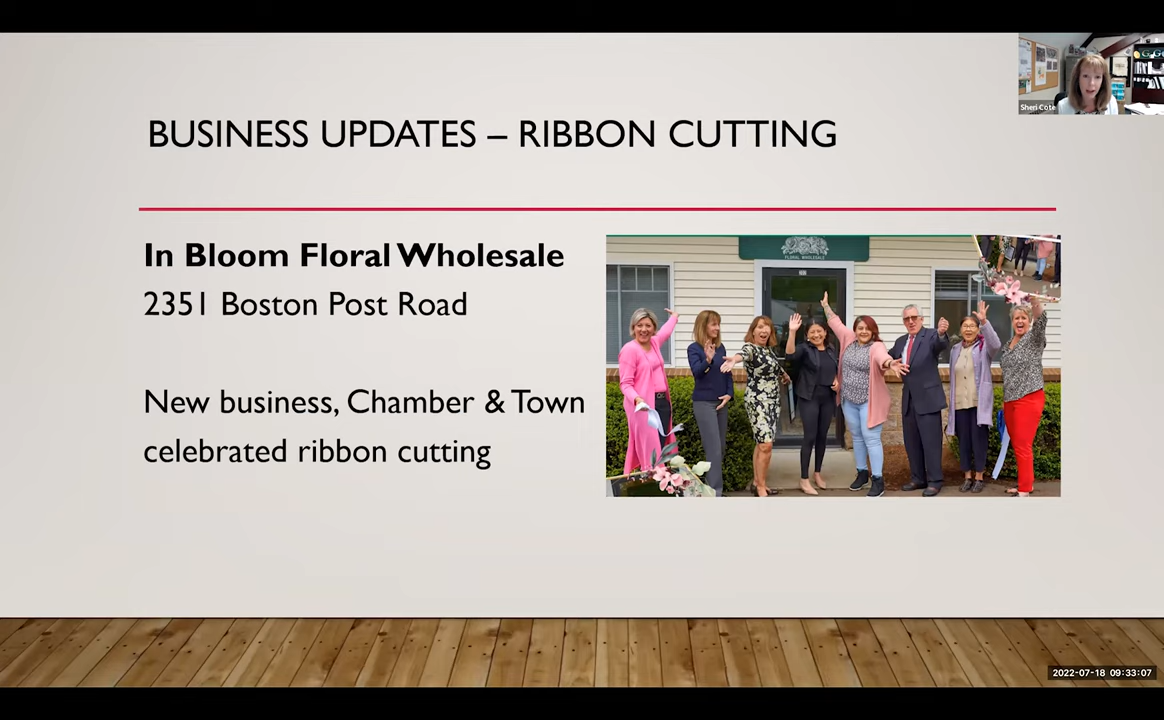 BUSINESS UPDATES – RIBBON CUTTING
Sheri Cote
In Bloom Floral Wholesale
2351 Boston Post Road
New business, Chamber & Town
celebrated ribbon cutting
FLORAL WHOLESALE
2022-07-18 09:33:07